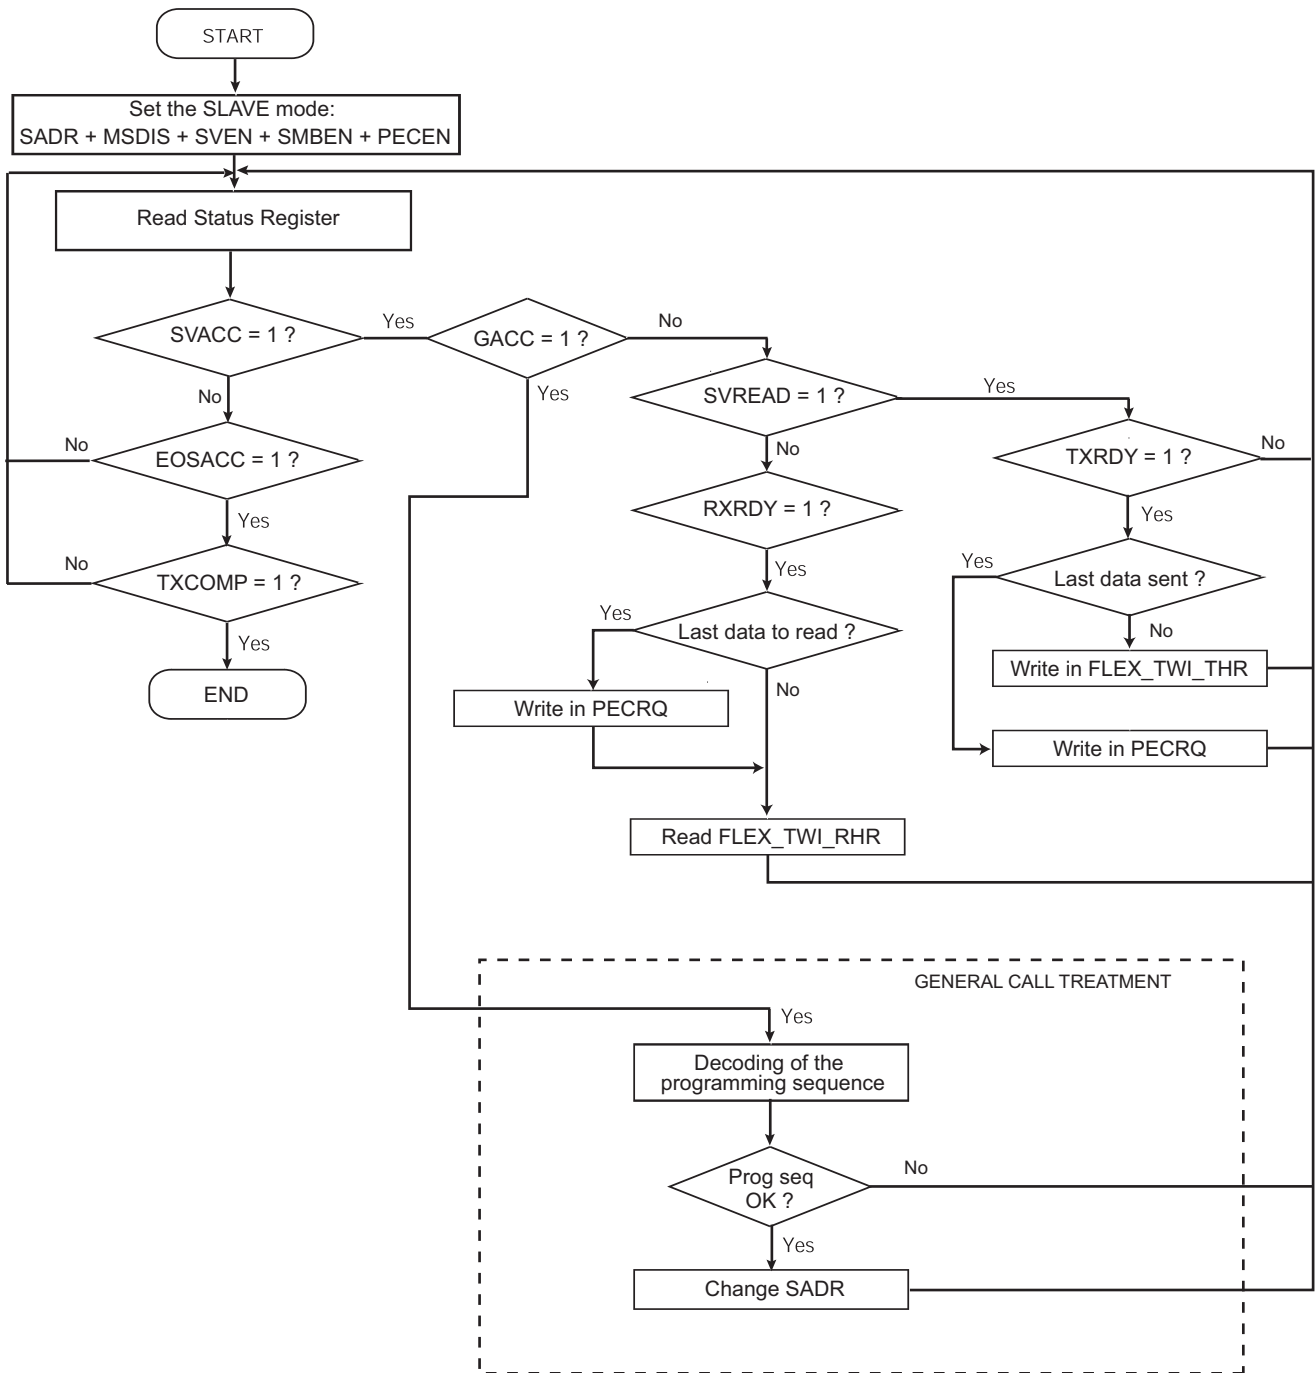 START
Set the SLAVE mode:
SADR + MSDIS + SVEN + SMBEN + PECEN
Read Status Register
SVACC = 1 ?
Yes
GACC = 1 ?
No
No
Yes
SVREAD = 1 ?
Yes
No
EOSACC = 1 ?
No
TXRDY = 1 ?
No
Yes
RXRDY = 1 ?
Yes
No
TXCOMP = 1 ?
Yes
Yes
Last data sent ?
Yes
Last data to read ?
No
Yes
END
No
Write in FLEX_TWI_THR
Write in PECRQ
Write in PECRQ
Read FLEX_TWI_RHR
GENERAL CALL TREATMENT
Yes
Decoding of the
programming sequence
Prog seq
OK ?
No
Yes
Change SADR